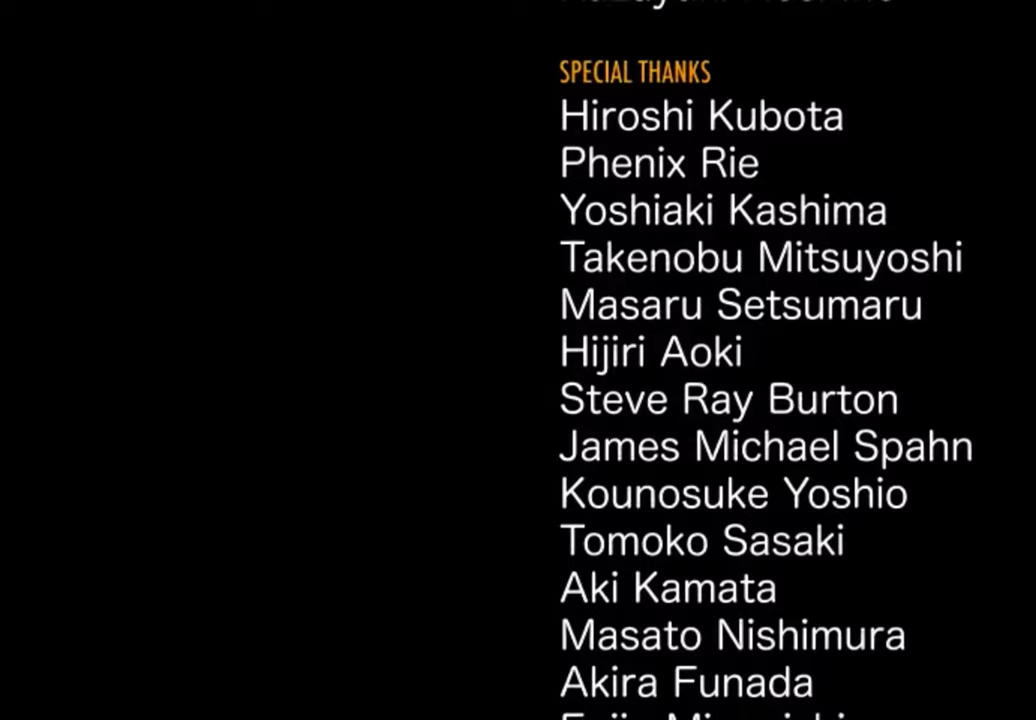 SPECIAL THANKS
Hiroshi Kubota
Phenix Rie
Yoshiaki Kashima
Takenobu Mitsuyoshi
Masaru Setsumaru
Hijiri Aoki
Steve Ray Burton
James Michael Spahn
Kounosuke Yoshio
Tomoko Sasaki
Aki Kamata
Masato Nishimura
Akira Funada